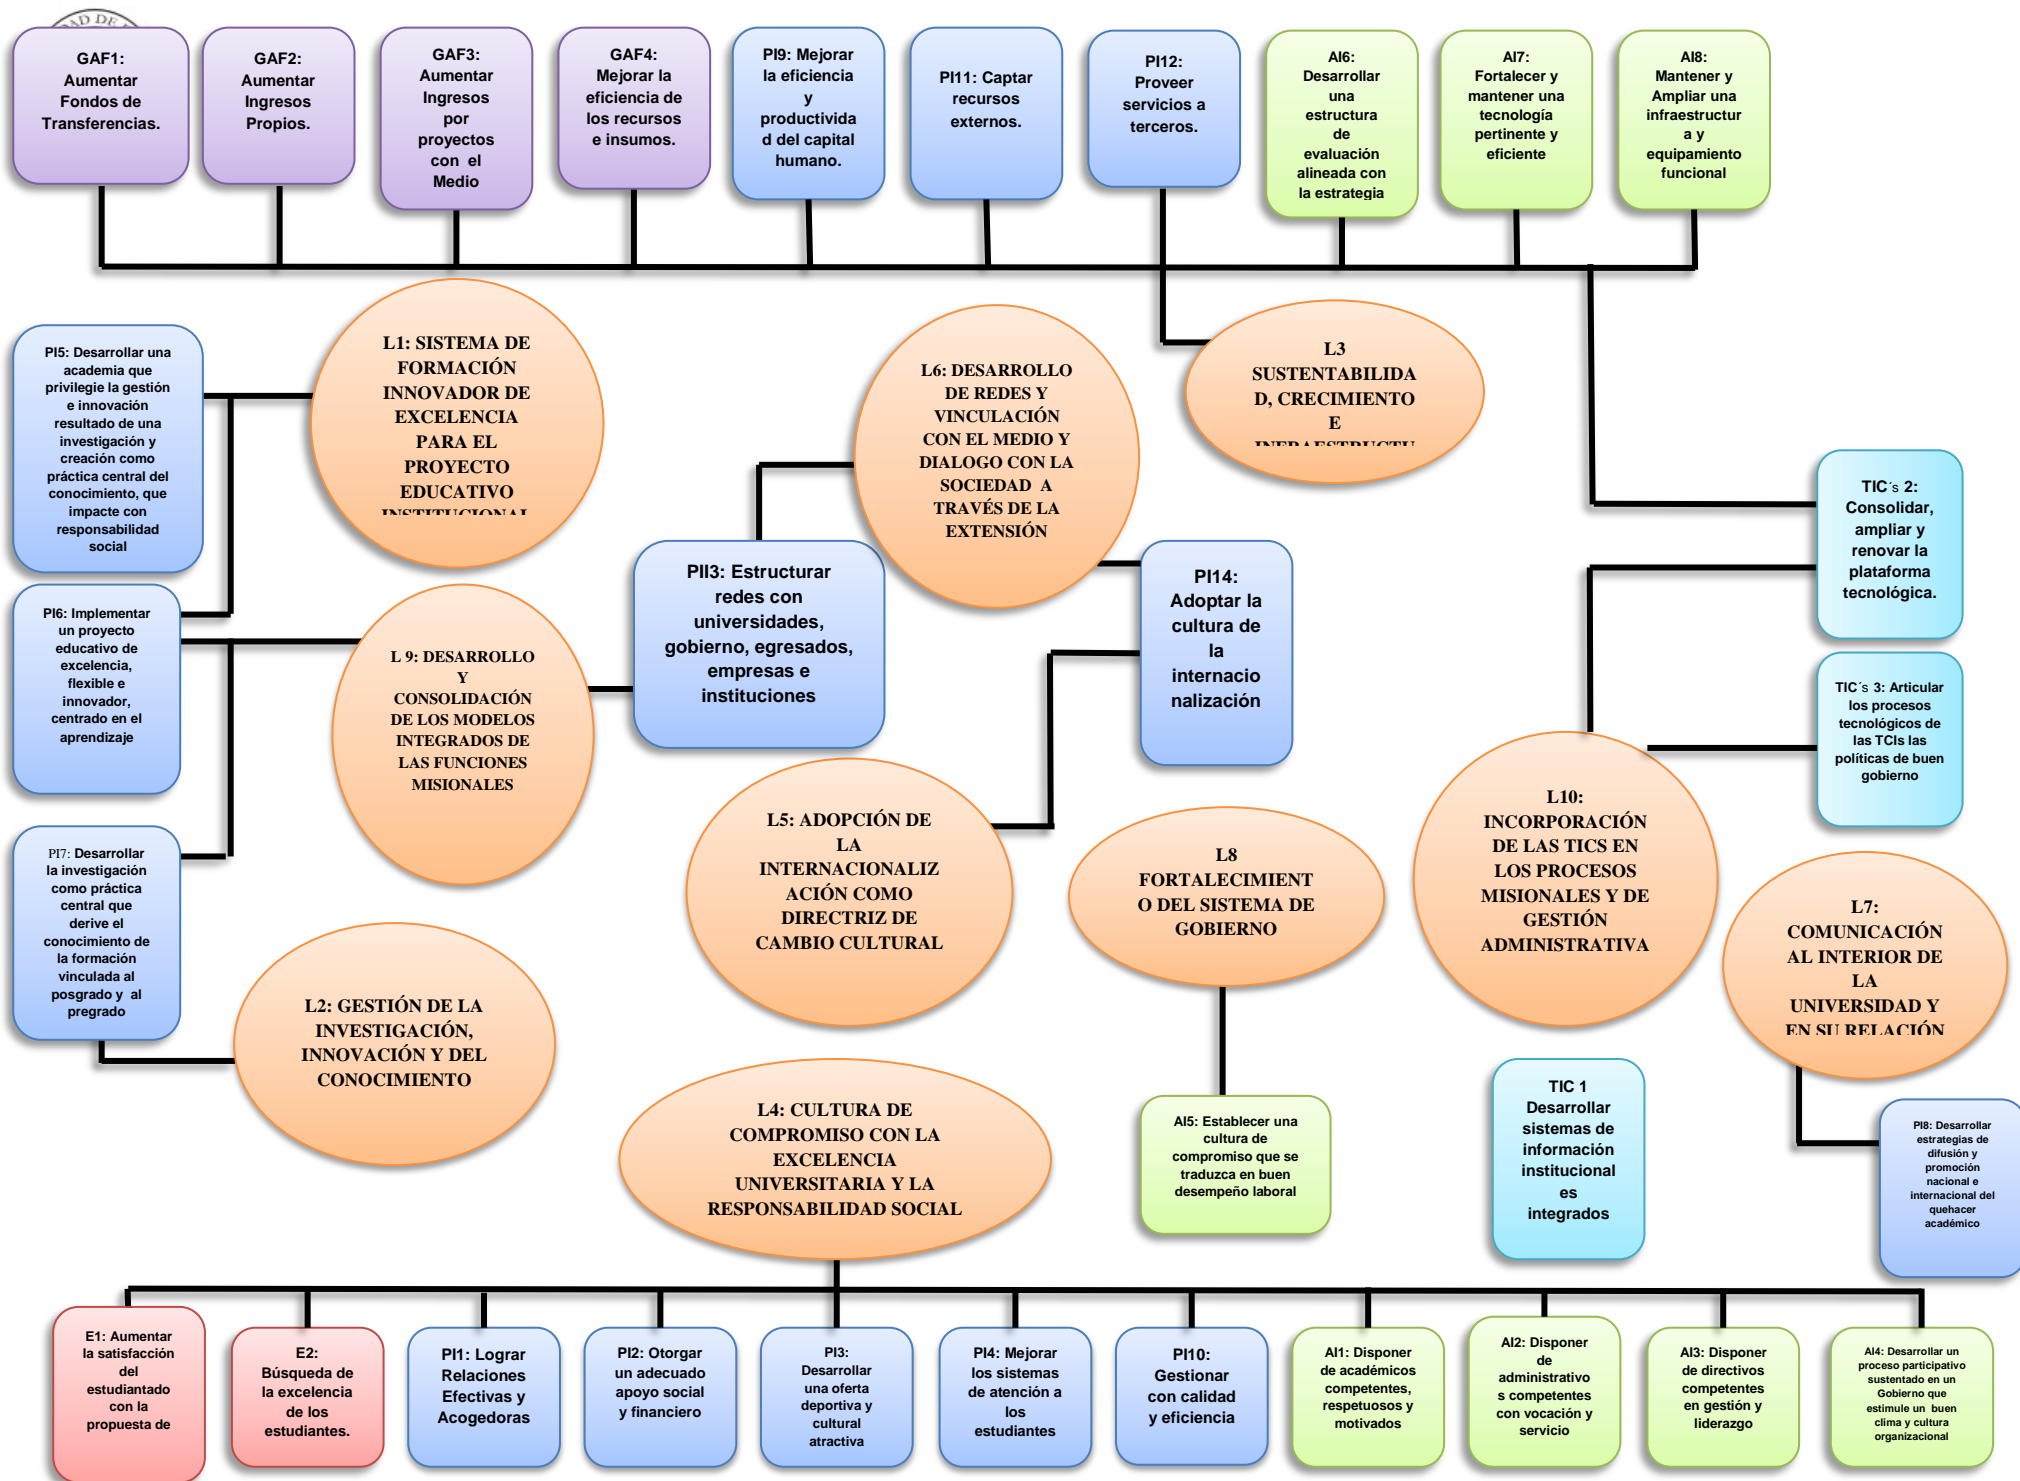 DAD DE
GAF1:
Aumentar
Fondos de
Transferencias.
GAF2:
Aumentar
Ingresos
Propios.
GAF3:
Aumentar
Ingresos
por
proyectos
con el
Medio
GAF4:
Mejorar la
eficiencia de
los recursos
e insumos.
PI9: Mejorar
la eficiencia
y
productivida
d del capital
humano.
PI11: Captar
recursos
externos.
PI12:
Proveer
servicios a
terceros.
AI6:
Desarrollar
una
estructura
de
evaluación
alineada con
la estrategia
AI7:
Fortalecer y
mantener una
tecnología
pertinente y
eficiente
AI8:
Mantener y
Ampliar una
infraestructur
a y
equipamiento
funcional
PI5: Desarrollar una
academia que
privilegie la gestión
e innovación
resultado de una
investigación y
creación como
práctica central del
conocimiento, que
impacte con
responsabilidad
social
L1: SISTEMA DE
FORMACIÓN
INNOVADOR DE
EXCELENCIA
PARA EL
PROYECTO
EDUCATIVO
INSTITUCIONAL
L6: DESARROLLO
DE REDES Y
VINCULACIÓN
CON EL MEDIO Y
DIALOGO CON LA
SOCIEDAD A
TRAVÉS DE LA
EXTENSIÓN
L3
SUSTENTABILIDA
D, CRECIMIENTO
E
INFRAESTRUCTU
TIC´s 2:
Consolidar,
ampliar y
renovar la
plataforma
tecnológica.
PI6: Implementar
un proyecto
educativo de
excelencia,
flexible e
innovador,
centrado en el
aprendizaje
L 9: DESARROLLO
Y
CONSOLIDACIÓN
DE LOS MODELOS
INTEGRADOS DE
LAS FUNCIONES
MISIONALES
PII3: Estructurar
redes con
universidades,
gobierno, egresados,
empresas e
instituciones
PI14:
Adoptar la
cultura de
la
internacio
nalización
TIC´s 3: Articular
los procesos
tecnológicos de
las TCIs las
políticas de buen
gobierno
PI7: Desarrollar
la investigación
como práctica
central que
derive el
conocimiento de
la formación
vinculada al
posgrado y al
pregrado
L5: ADOPCIÓN DE
LA
INTERNACIONALIZ
ACIÓN COMO
DIRECTRIZ DE
CAMBIO CULTURAL
L8
FORTALECIMIENT
O DEL SISTEMA DE
GOBIERNO
L10:
INCORPORACIÓN
DE LAS TICS EN
LOS PROCESOS
MISIONALES Y DE
GESTIÓN
ADMINISTRATIVA
L7:
COMUNICACIÓN
AL INTERIOR DE
LA
UNIVERSIDAD Y
EN SU RELACIÓN
L2: GESTIÓN DE LA
INVESTIGACIÓN,
INNOVACIÓN Y DEL
CONOCIMIENTO
L4: CULTURA DE
COMPROMISO CON LA
EXCELENCIA
UNIVERSITARIA Y LA
RESPONSABILIDAD SOCIAL
AI5: Establecer una
cultura de
compromiso que se
traduzca en buen
desempeño laboral
TIC 1
Desarrollar
sistemas de
información
institucional
es
integrados
PI8: Desarrollar
estrategias de
difusión y
promoción
nacional e
internacional del
quehacer
académico
E1: Aumentar
la satisfacción
del
estudiantado
con la
propuesta de
E2:
Búsqueda de
la excelencia
de los
estudiantes.
PI1: Lograr
Relaciones
Efectivas y
Acogedoras
PI2: Otorgar
un adecuado
apoyo social
y financiero
PI3:
Desarrollar
una oferta
deportiva y
cultural
atractiva
PI4: Mejorar
los sistemas
de atención a
los
estudiantes
PI10:
Gestionar
con calidad
y eficiencia
AI1: Disponer
de académicos
competentes,
respetuosos y
motivados
AI2: Disponer
de
administrativo
s competentes
con vocación y
servicio
AI3: Disponer
de directivos
competentes
en gestión y
liderazgo
AI4: Desarrollar un
proceso participativo
sustentado en un
Gobierno que
estimule un buen
clima y cultura
organizacional